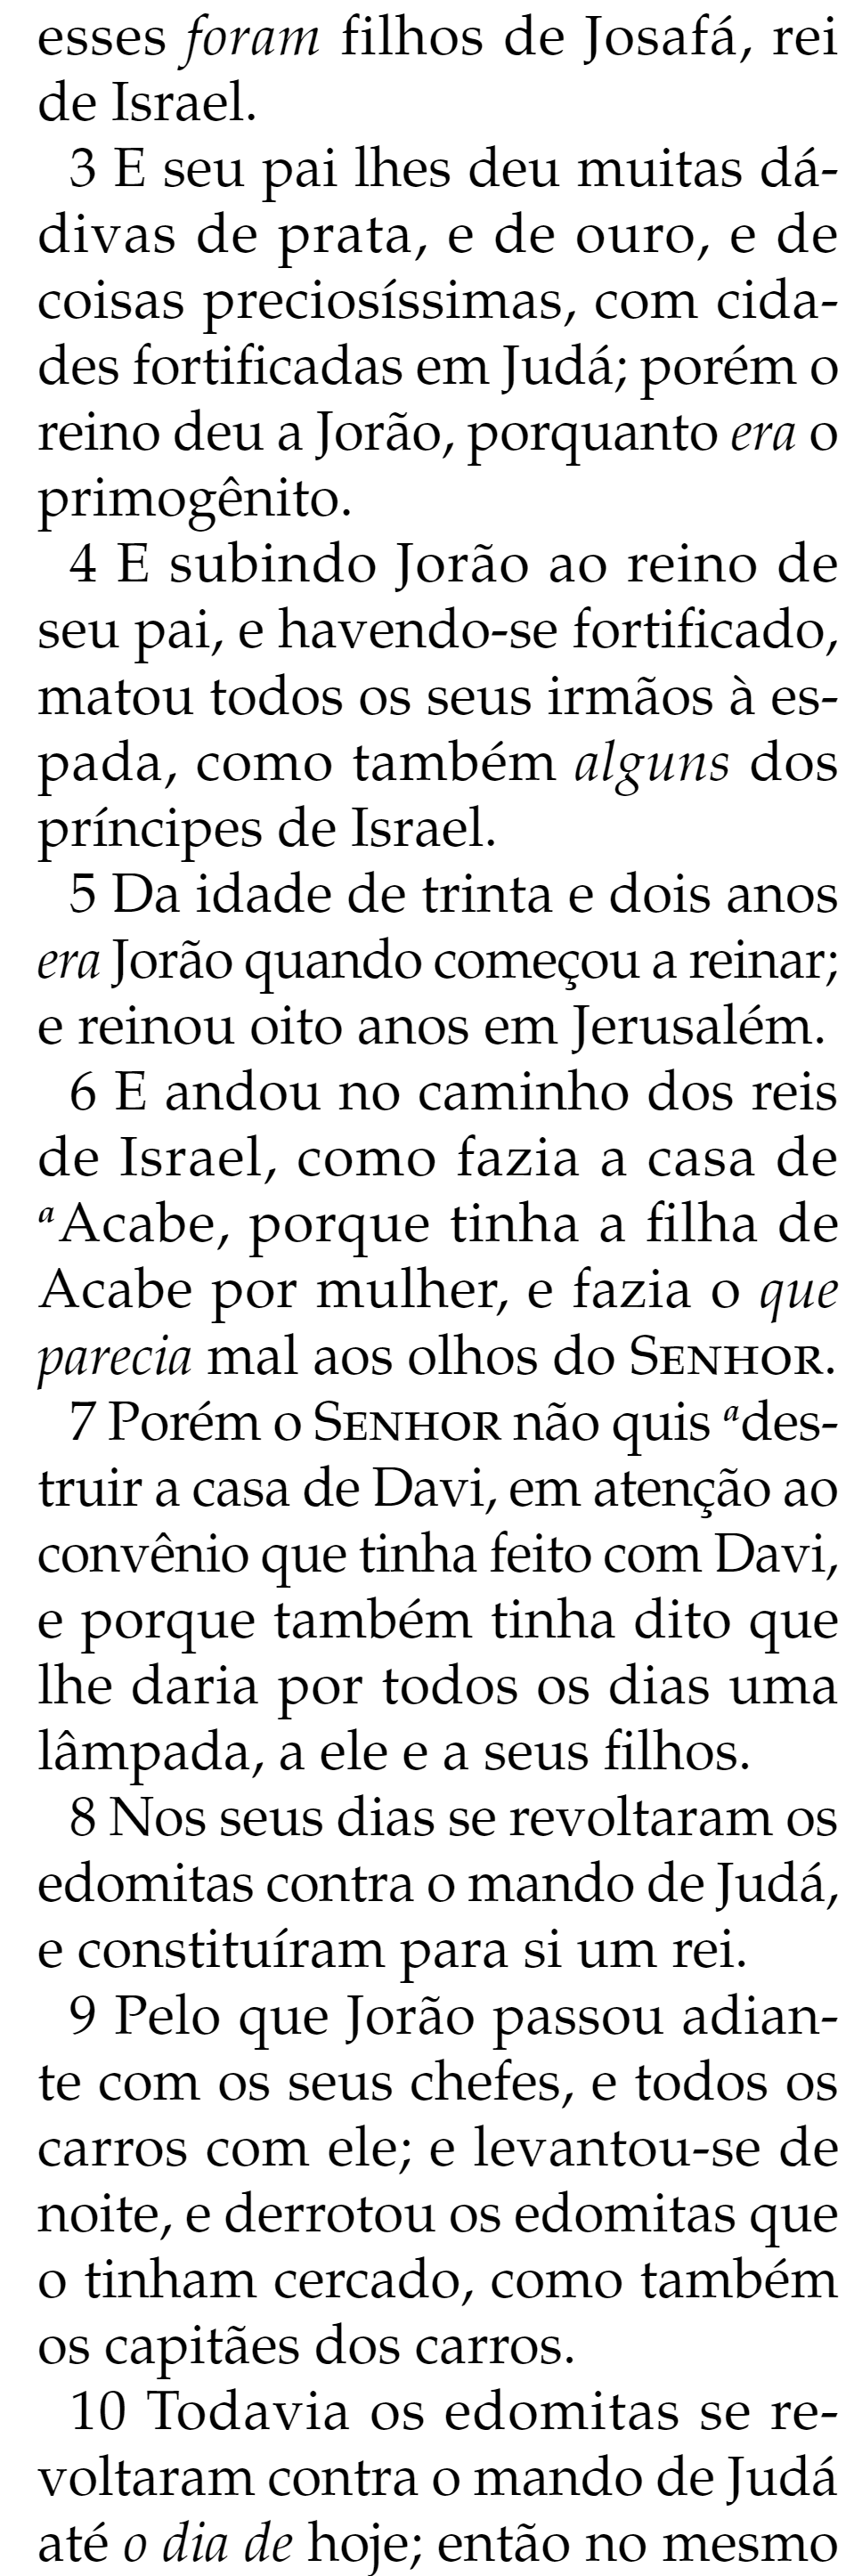 esses foram filhos de Josafá, rei
de Israel.
3 E seu pai lhes deu muitas dá-
divas de prata, e de ouro, e de
coisas preciosíssimas, com cida-
des fortificadas em Judá; porém o
reino deu a Jorão, porquanto era o
primogênito.
4 E subindo Jorão ao reino de
seu pai, e havendo-se fortificado,
matou todos os seus irmãos à es-
pada, como também alguns dos
príncipes de Israel.
5 Da idade de trinta e dois anos
era Jorão quando começou a reinar;
e reinou oito anos em Jerusalém.
6 E andou no caminho dos reis
de Israel, como fazia a casa de
aAcabe, porque tinha a filha de
Acabe por mulher, e fazia o que
parecia mal aos olhos do SENHOR.
7 Porém o SENHOR não quis ades-
truir a casa de Davi, em atenção ao
convênio que tinha feito com Davi,
e porque também tinha dito que
lhe daria por todos os dias uma
lâmpada, a ele e a seus filhos.
8 Nos seus dias se revoltaram os
edomitas contra o mando de Judá,
e constituíram para si um rei.
9 Pelo que Jorão passou adian-
te com os seus chefes, e todos os
carros com ele; e levantou-se de
noite, e derrotou os edomitas que
o tinham cercado, como também
os capitães dos carros.
10 Todavia os edomitas se re-
voltaram contra o mando de Judá
até o dia de hoje; então no mesmo